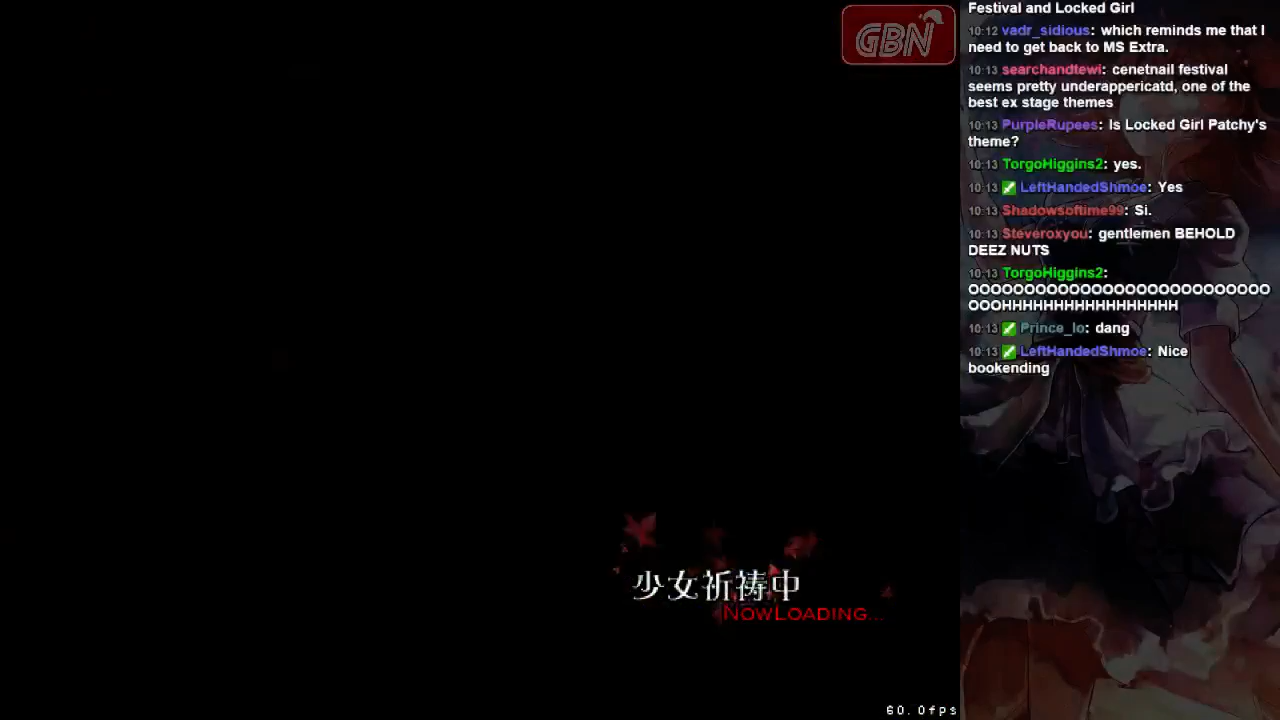 GBN
少女祈祷中
NOWLOADING...
60.0fps
Festival and Locked Girl
10:12 vadr_sidious: which reminds me that I
need to get back to MS Extra.
10:13 searchandtewi: cenetnail festival
seems pretty underappericatd, one of the
best ex stage themes
10:13 PurpleRupees: Is Locked Girl Patchy's
theme?
10:13 TorgoHiggins2: yes.
10:13 LeftHandedShmoe: Yes
10:13 Shadowsoftime99: Si.
10:13 Steveroxyou: gentlemen BEHOLD
DEEZ NUTS
10:13 TorgoHiggins2:
OOOOOOOOOOOOOOOOOOOOOOOOOOO
OOOHHHHHHHHHHHHHHHHH
10:13 Prince_lo: dang
10:13 LeftHandedShmoe: Nice
bookending